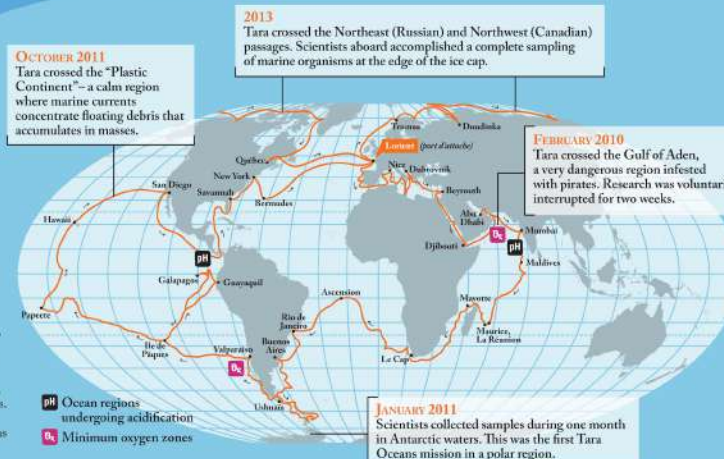 2013
Tara crossed the Northeast (Russian) and Northwest (Canadian)
passages. Scientists aboard accomplished a complete sampling
of marine organisms at the edge of the ice cap.
OCTOBER 2011
Tara crossed the “Plastic
Continent”– a calm region
where marine currents
concentrate floating debris that
accumulates in masses.
FEBRUARY 2010
Tara crossed the Gulf of Aden,
a very dangerous region infested
with pirates. Research was
interrupted for two weeks.
Tromsø
Doudinka
Lorient (port d'attache)
Québec
Nice
Dubrovnik
New York
San Diego
Savannah
Bermudes
Beyrouth
Abu
Dhabi
Hawaii
Mumbai
Djibouti
pH
O₂
pH
Maldives
Galapagos
Guayaquil
Ascension
Mayotte
Papeete
Rio de
Janeiro
Maurice,
La Réunion
Ile de
Pâques
Valparaiso
Buenos
Aires
Le Cap
O₂
Ushuaia
pH Ocean regions
undergoing acidification
O₂ Minimum oxygen zones
JANUARY 2011
Scientists collected samples during one month
in Antarctic waters. This was the first Tara
Oceans mission in a polar region.